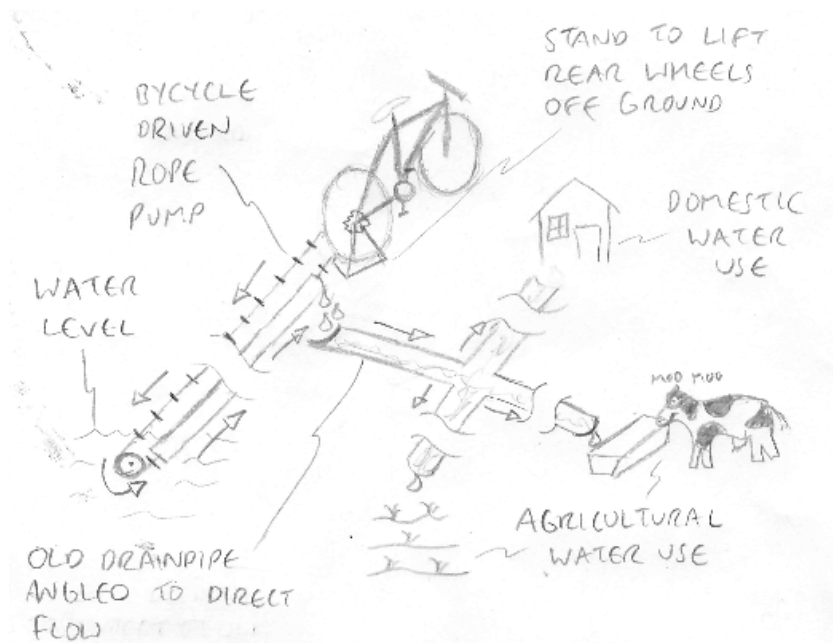 STAND TO LIFT
REAR WHEELS
OFF GROUND
BYCYCLE
DRIVEN
ROPE
PUMP
DOMESTIC
WATER
USE
WATER
LEVEL
MOO MOO
AGRICULTURAL
WATER USE
OLD DRAINPIPE
ANGLED TO DIRECT
FLOW